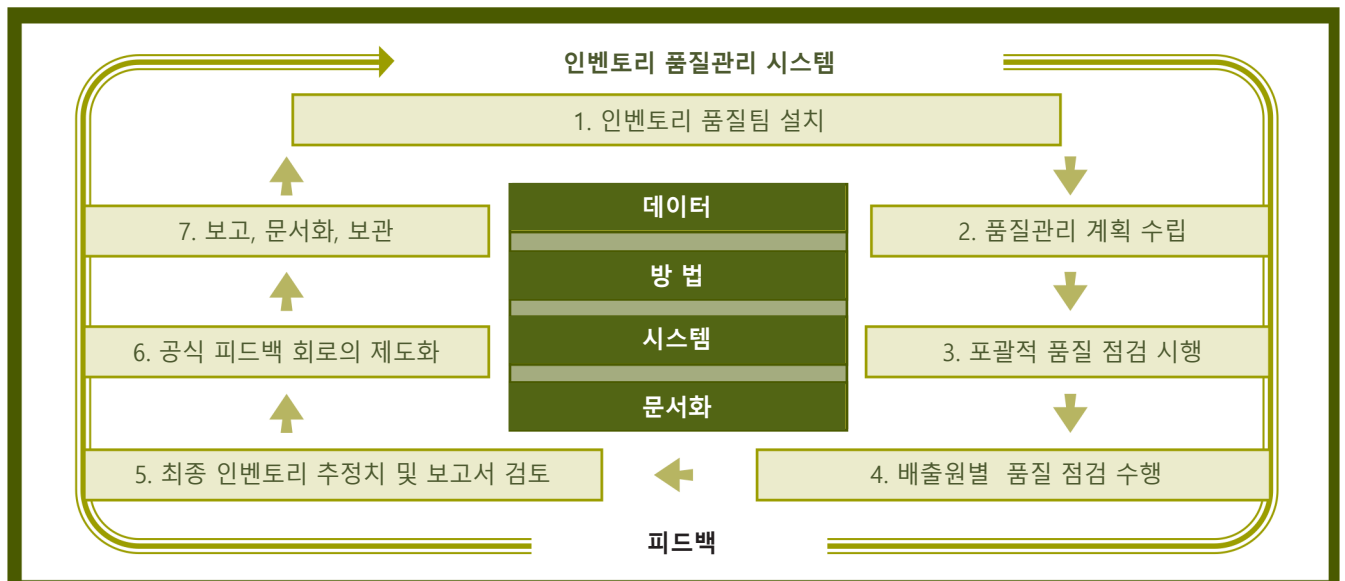 인벤토리 품질관리 시스템
1. 인벤토리 품질팀 설치
데이터
7. 보고, 문서화, 보관
2. 품질관리 계획 수립
방 법
시스템
6. 공식 피드백 회로의 제도화
3. 포괄적 품질 점검 시행
문서화
5. 최종 인벤토리 추정치 및 보고서 검토
4. 배출원별 품질 점검 수행
피드백